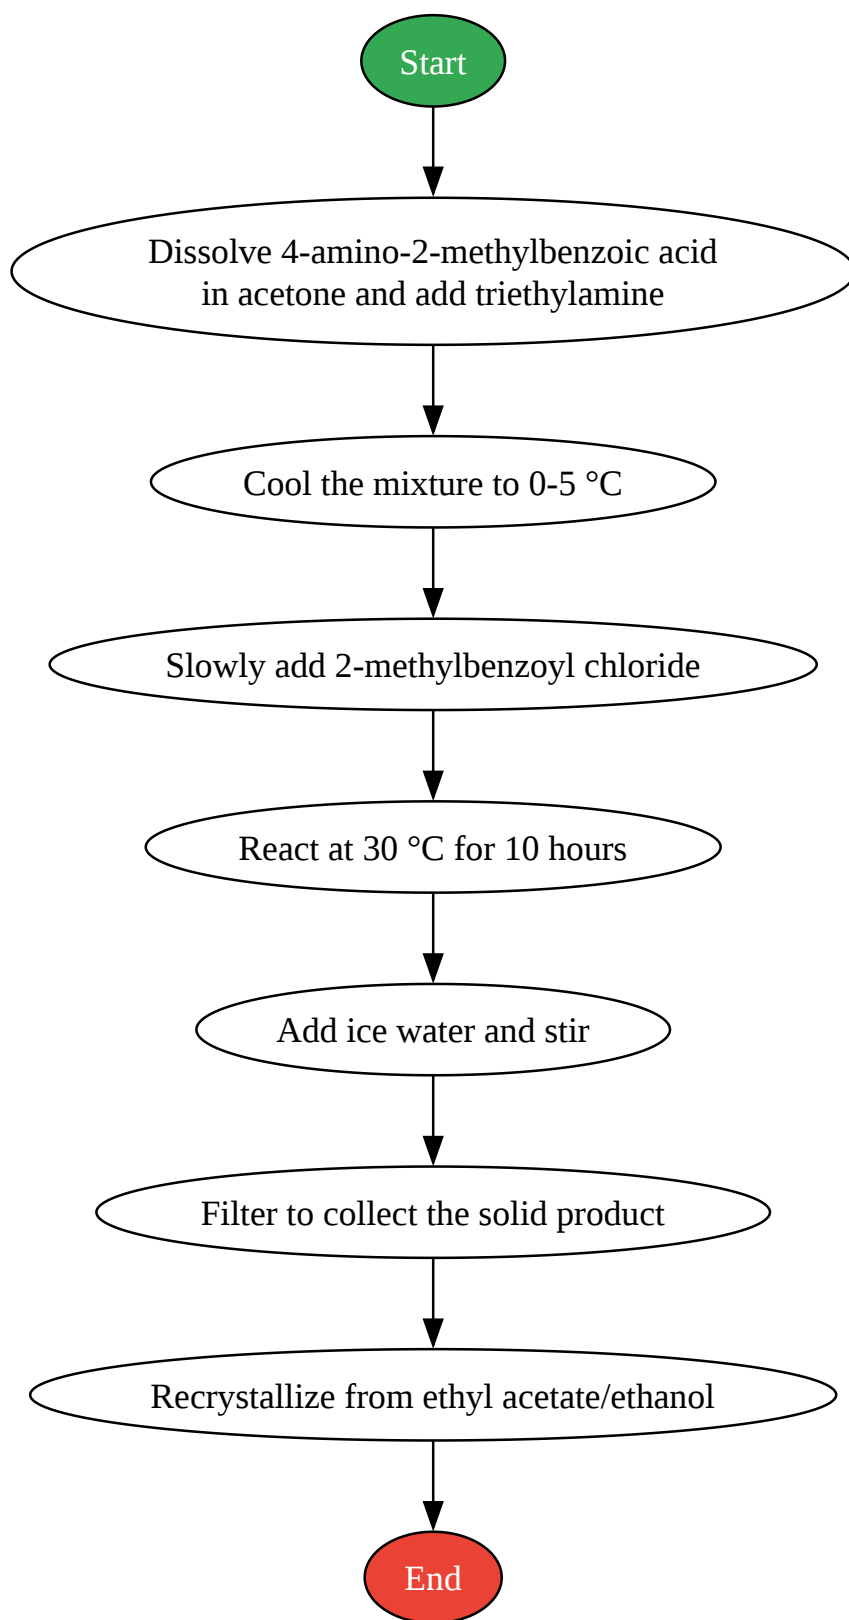 Start
Dissolve 4-amino-2-methylbenzoic acid
in acetone and add triethylamine
Cool the mixture to 0-5 °C
Slowly add 2-methylbenzoyl chloride
React at 30 °C for 10 hours
Add ice water and stir
Filter to collect the solid product
Recrystallize from ethyl acetate/ethanol
End